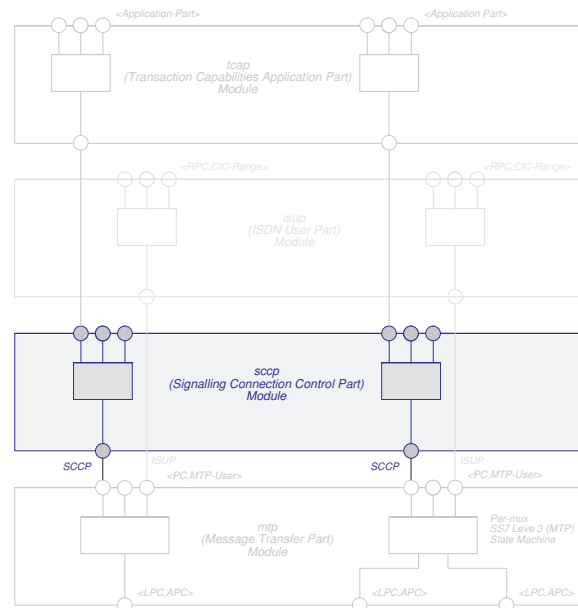 <Application-Part>
<Application Part>
tcap
(Transaction Capabilities Application Part)
Module
<RPC,CIC-Range>
<RPC,CIC-Range>
isup
(ISDN User Part)
Module
sccp
(Signalling Connection Control Part)
Module
SCCP
ISUP
SCCP
ISUP
<PC,MTP-User>
<PC,MTP-User>
mtp
(Message Transfer Part)
Module
Per-mux
SS7 Leve 3 (MTP)
State Machine
<LPC,APC>
<LPC,APC>
<LPC,APC>